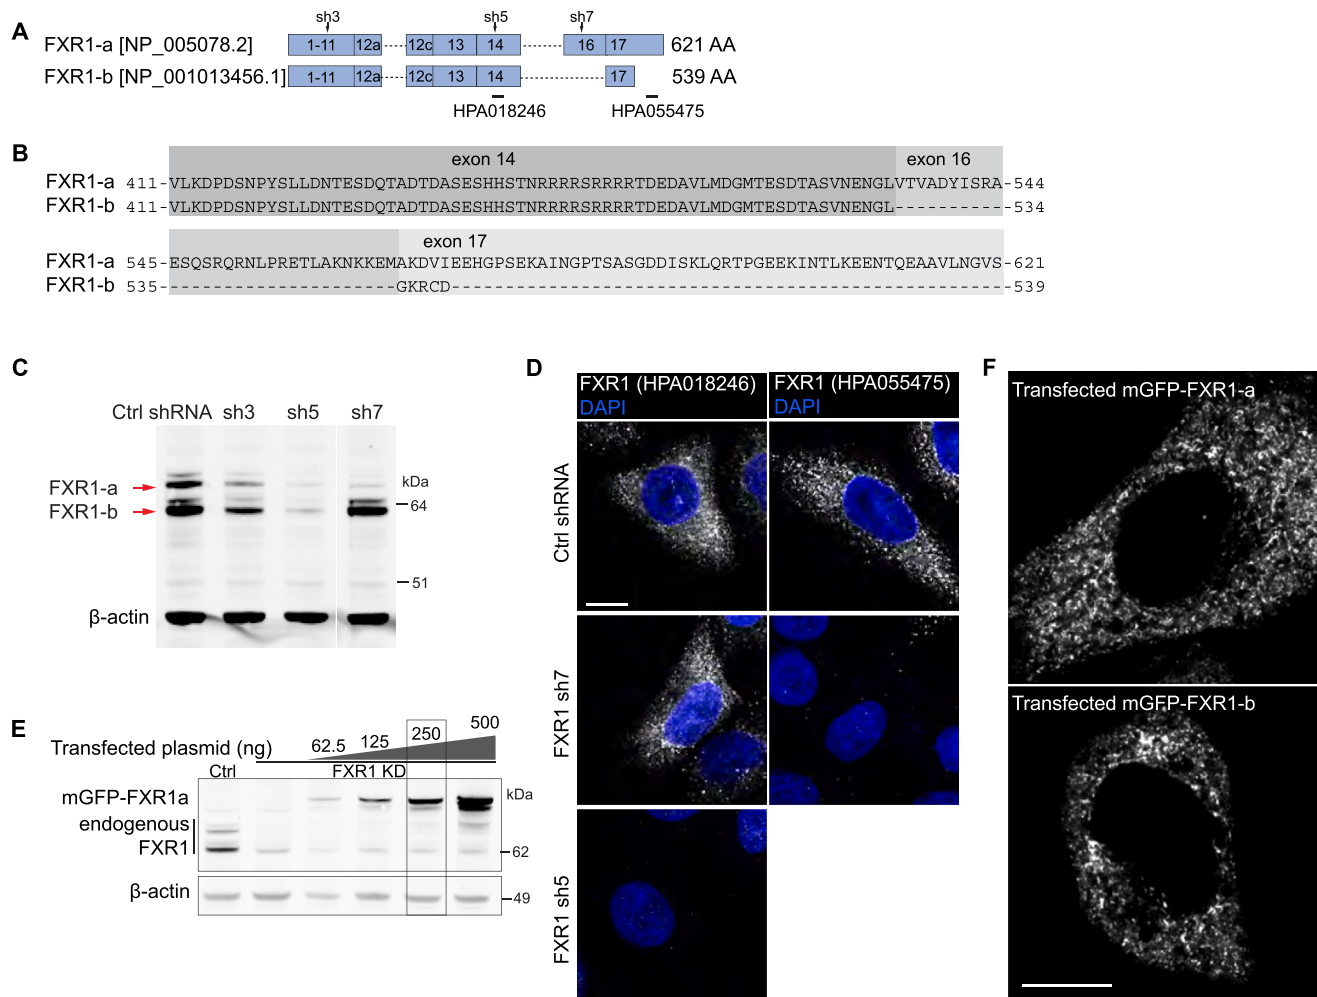 A
sh3 sh5 sh7
FXR1-a [NP_005078.2] 1-11 12a 12c 13 14 16 17 621 AA
FXR1-b [NP_001013456.1] 1-11 12a 12c 13 14 17 539 AA
HPA018246 HPA055475
B
exon 14 exon 16
FXR1-a 411-VLKDPDSNPYSLLDNTESDQTADTDASESHHSTNRRRRSRRRRTDEDAVLMDGMTESDTASVNENGLVTVADYISRA-544
FXR1-b 411-VLKDPDSNPYSLLDNTESDQTADTDASESHHSTNRRRRSRRRRTDEDAVLMDGMTESDTASVNENGL----------534
exon 17
FXR1-a 545-ESQSRQRNLPRETLAKNKKEMAKDVIEEHGPSEKAINGPTSASGDDISKLQRTPGEEKINTLKEENTQEAAVLNGVS-621
FXR1-b 535---------------------GKRCD---------------------------------------------------539
C
Ctrl shRNA sh3 sh5 sh7
kDa
FXR1-a
64
FXR1-b
51
β-actin
D
FXR1 (HPA018246) FXR1 (HPA055475)
DAPI DAPI
Ctrl shRNA
FXR1 sh7
FXR1 sh5
E
Transfected plasmid (ng) 62.5 125 250 500
Ctrl FXR1 KD
mGFP-FXR1a kDa
endogenous
FXR1 62
β-actin 49
F
Transfected mGFP-FXR1-a
Transfected mGFP-FXR1-b